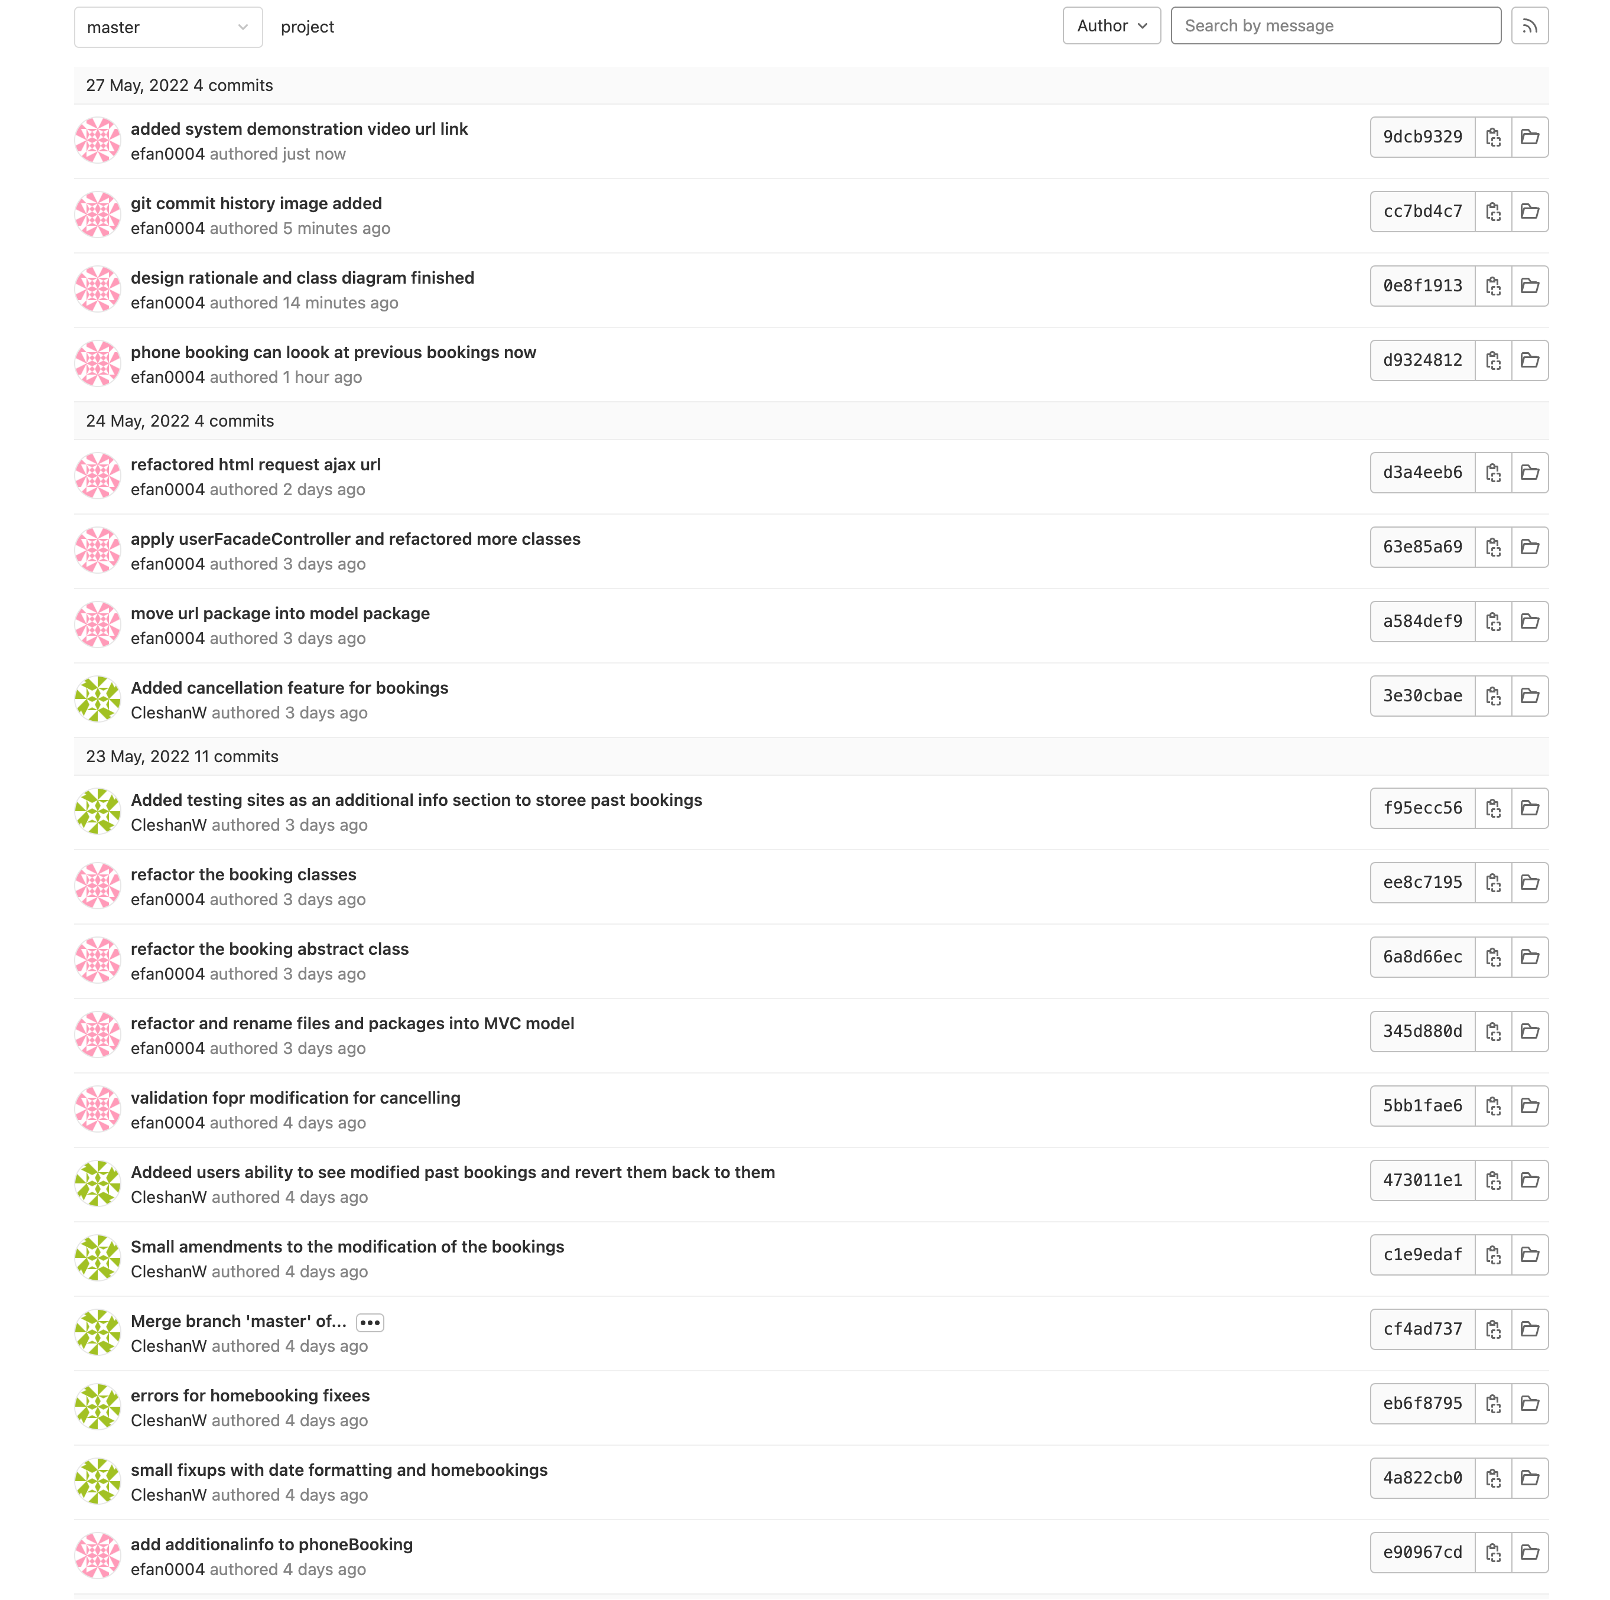 master project Author Search by message
27 May, 2022 4 commits
added system demonstration video url link
efan0004 authored just now
9dcb9329
git commit history image added
efan0004 authored 5 minutes ago
cc7bd4c7
design rationale and class diagram finished
efan0004 authored 14 minutes ago
0e8f1913
phone booking can loook at previous bookings now
efan0004 authored 1 hour ago
d9324812
24 May, 2022 4 commits
refactored html request ajax url
efan0004 authored 2 days ago
d3a4eeb6
apply userFacadeController and refactored more classes
efan0004 authored 3 days ago
63e85a69
move url package into model package
efan0004 authored 3 days ago
a584def9
Added cancellation feature for bookings
CleshanW authored 3 days ago
3e30cbae
23 May, 2022 11 commits
Added testing sites as an additional info section to storee past bookings
CleshanW authored 3 days ago
f95ecc56
refactor the booking classes
efan0004 authored 3 days ago
ee8c7195
refactor the booking abstract class
efan0004 authored 3 days ago
6a8d66ec
refactor and rename files and packages into MVC model
efan0004 authored 3 days ago
345d880d
validation fopr modification for cancelling
efan0004 authored 4 days ago
5bb1fae6
Addeed users ability to see modified past bookings and revert them back to them
CleshanW authored 4 days ago
473011e1
Small amendments to the modification of the bookings
CleshanW authored 4 days ago
c1e9edaf
Merge branch 'master' of...
CleshanW authored 4 days ago
cf4ad737
errors for homebooking fixees
CleshanW authored 4 days ago
eb6f8795
small fixups with date formatting and homebookings
CleshanW authored 4 days ago
4a822cb0
add additionalinfo to phoneBooking
efan0004 authored 4 days ago
e90967cd